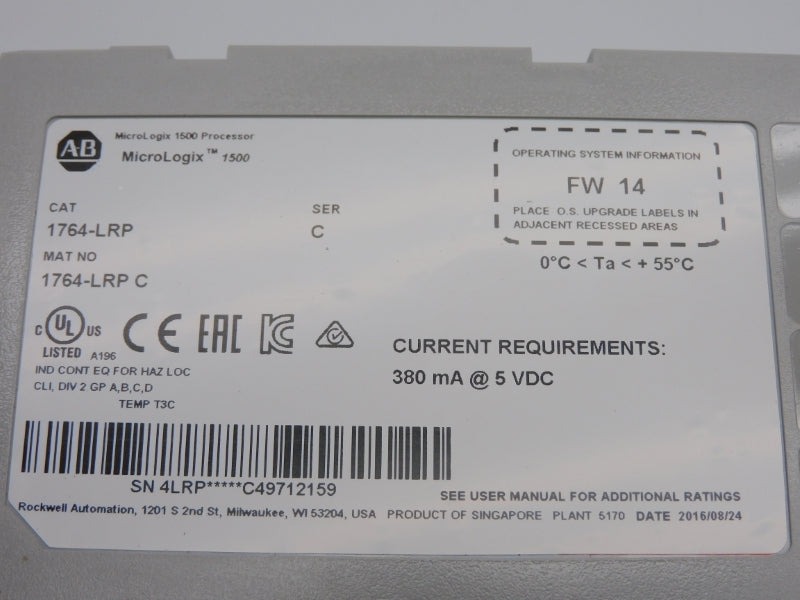 AB
MicroLogix 1500 Processor
MicroLogix™ 1500
OPERATING SYSTEM INFORMATION
FW 14
PLACE O.S. UPGRADE LABELS IN
ADJACENT RECESSED AREAS
0°C < Ta < + 55°C
CAT SER
1764-LRP C
MAT NO
1764-LRP C
C UL US
LISTED A196
CE EAC KC
IND CONT EQ FOR HAZ LOC
CLI, DIV 2 GP A,B,C,D
TEMP T3C
CURRENT REQUIREMENTS:
380 mA @ 5 VDC
SN 4LRP*****C49712159
SEE USER MANUAL FOR ADDITIONAL RATINGS
Rockwell Automation, 1201 S 2nd St, Milwaukee, WI 53204, USA PRODUCT OF SINGAPORE PLANT 5170 DATE 2016/08/24